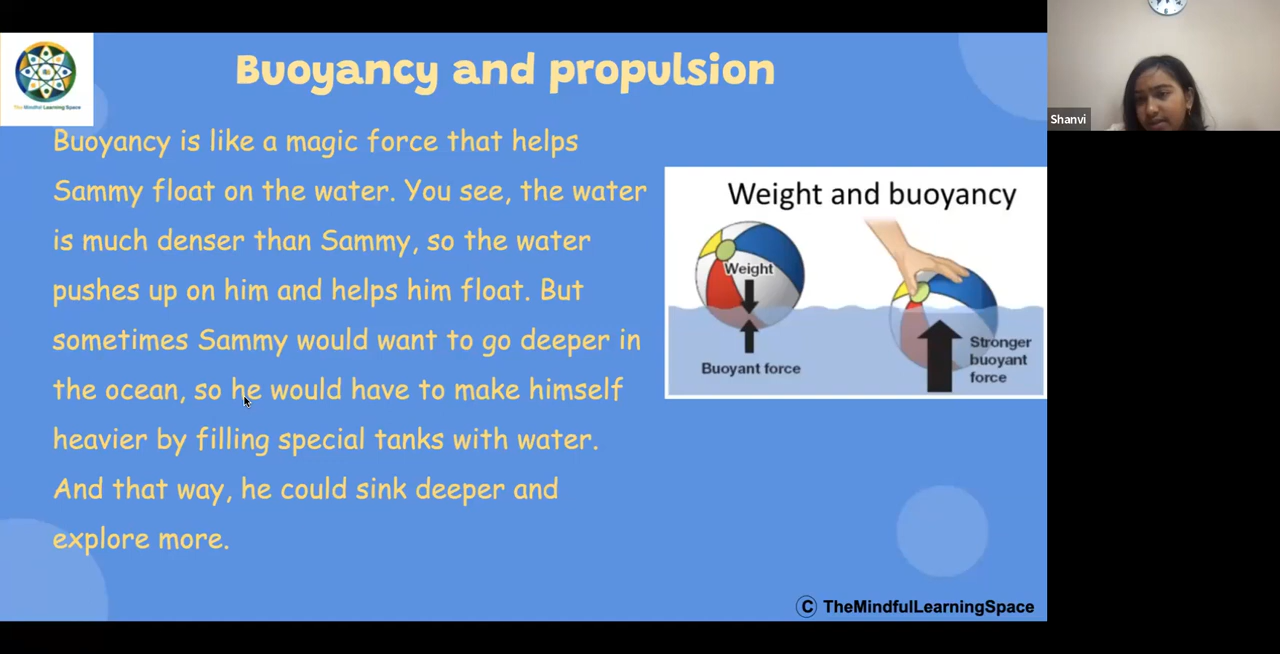 Buoyancy and propulsion
The Mindful Learning Space
Buoyancy is like a magic force that helps
Sammy float on the water. You see, the water
is much denser than Sammy, so the water
pushes up on him and helps him float. But
sometimes Sammy would want to go deeper in
the ocean, so he would have to make himself
heavier by filling special tanks with water.
And that way, he could sink deeper and
explore more.
Weight and buoyancy
Weight
Buoyant force
Stronger
buoyant
force
© TheMindfulLearningSpace
Shanvi